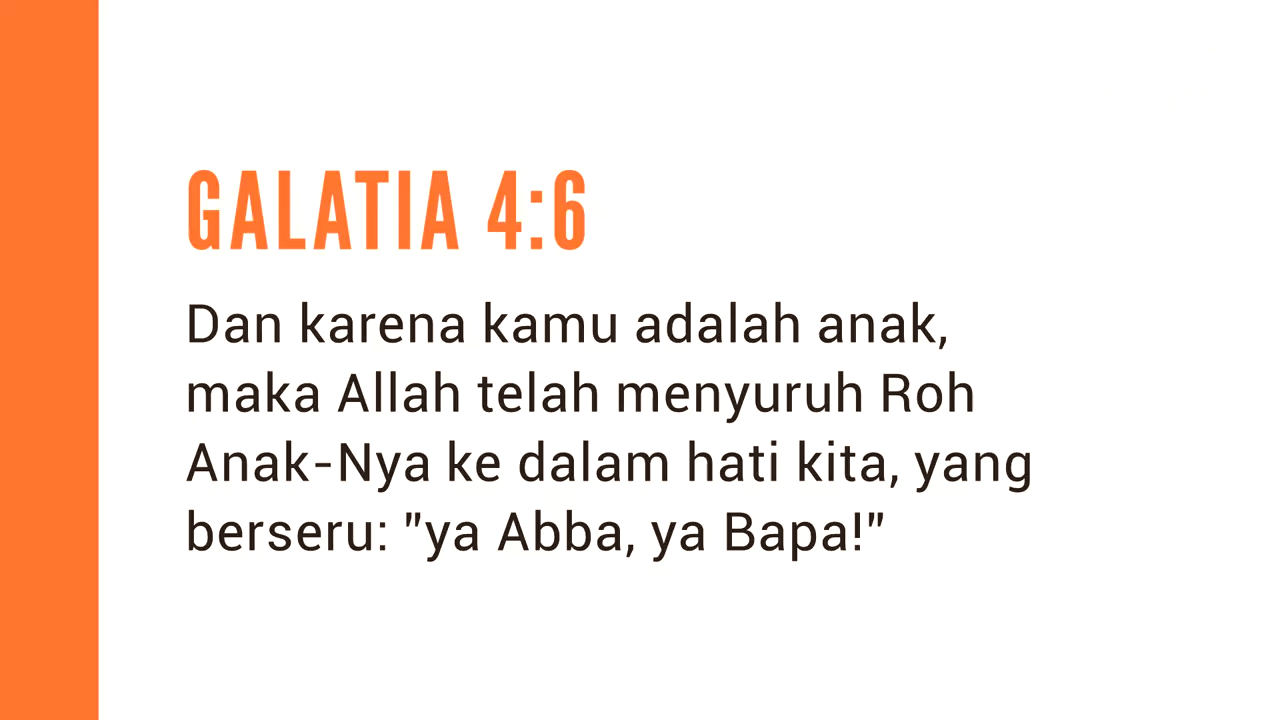 GALATIA 4:6
Dan karena kamu adalah anak,
maka Allah telah menyuruh Roh
Anak-Nya ke dalam hati kita, yang
berseru: "ya Abba, ya Bapa!"